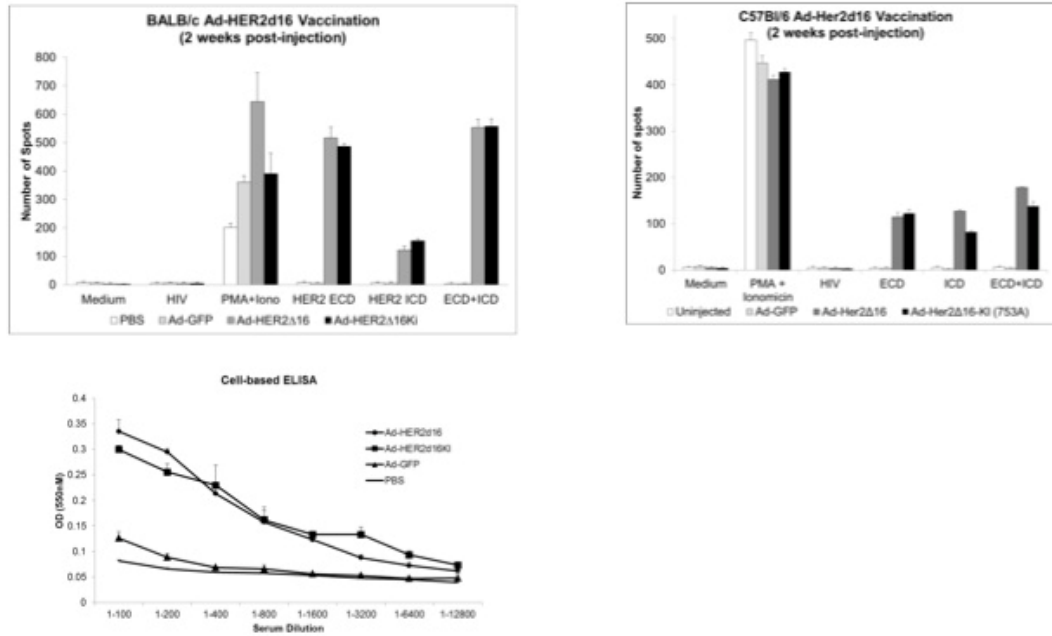 BALB/c Ad-HER2d16 Vaccination
(2 weeks post-injection)
Number of Spots
800
700
600
500
400
300
200
100
0
Medium HIV PMA+Iono HER2 ECD HER2 ICD ECD+ICD
PBS Ad-GFP Ad-HER2Δ16 Ad-HER2Δ16Ki
C57Bl/6 Ad-Her2d16 Vaccination
(2 weeks post-injection)
Number of spots
500
400
300
200
100
0
Medium PMA + HIV ECD ICD ECD+ICD
Ionomicin
Uninjected Ad-GFP Ad-Her2Δ16 Ad-Her2Δ16-KI (753A)
Cell-based ELISA
OD (550nM)
0.4
0.35
0.3
0.25
0.2
0.15
0.1
0.05
0
Ad-HER2d16
Ad-HER2d16KI
Ad-GFP
PBS
1-100 1-200 1-400 1-800 1-1600 1-3200 1-6400 1-12800
Serum Dilution